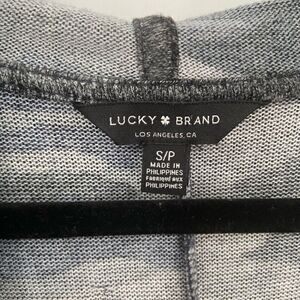 LUCKY BRAND
LOS ANGELES, CA
S/P
MADE IN
PHILIPPINES
FABRIQUÉ AUX
PHILIPPINES